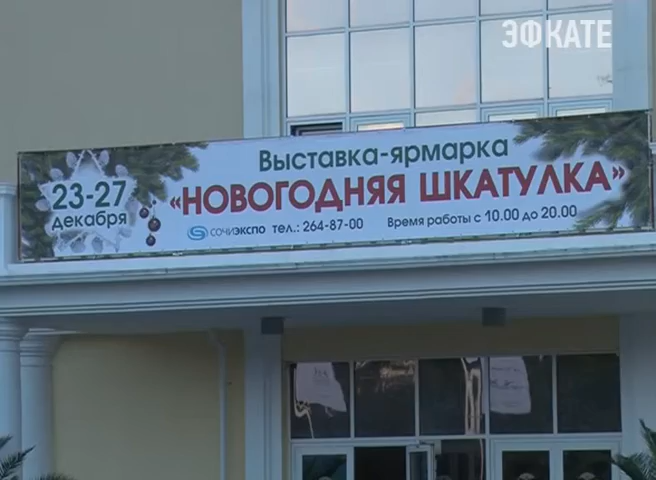 ЭФКАТЕ
Выставка-ярмарка
23-27
декабря
«НОВОГОДНЯЯ ШКАТУЛКА»
СОЧИЭКСПО тел.: 264-87-00 Время работы с 10.00 до 20.00